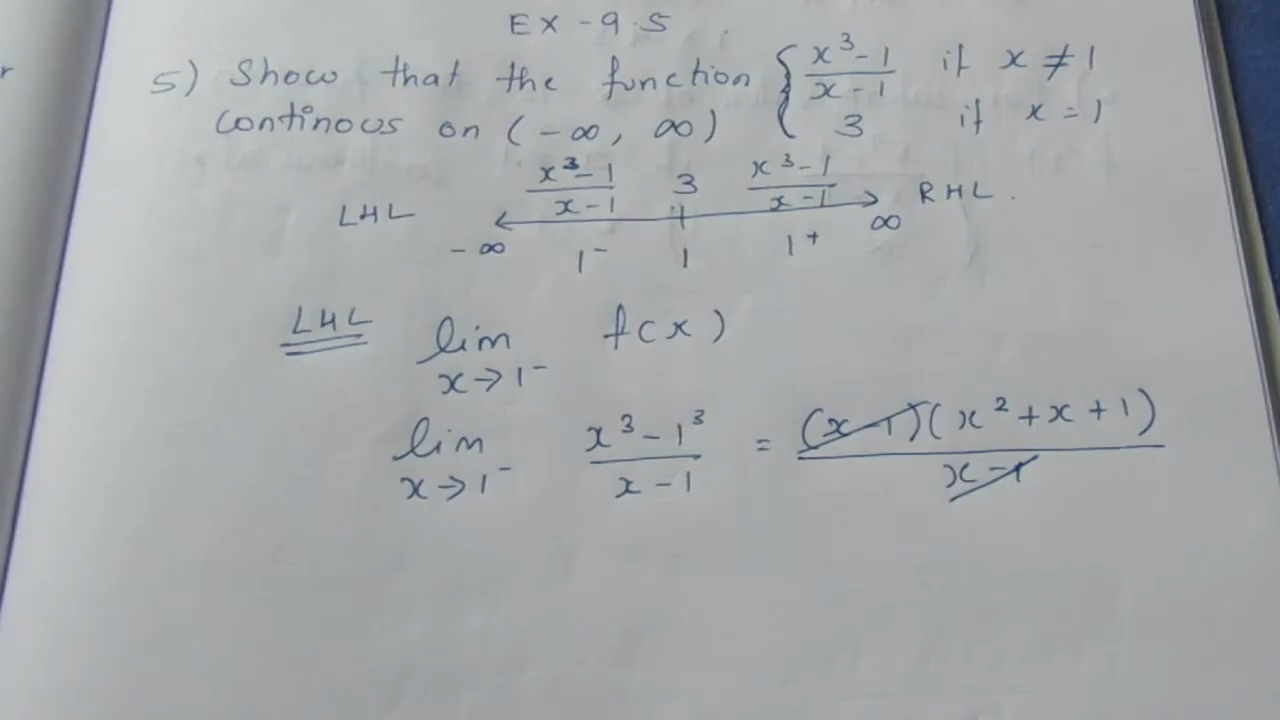 EX - 9.5
5) Show that the function { x³-1 / x-1 if x ≠ 1
continous on (-∞, ∞) 3 if x = 1
x³-1 / x-1 3 x³-1 / x-1
LHL RHL.
-∞ 1⁻ 1 1⁺ ∞
LHL lim x→1⁻ f(x)
lim x→1⁻ x³-1³ / x-1 = (x-1)(x²+x+1) / x-1